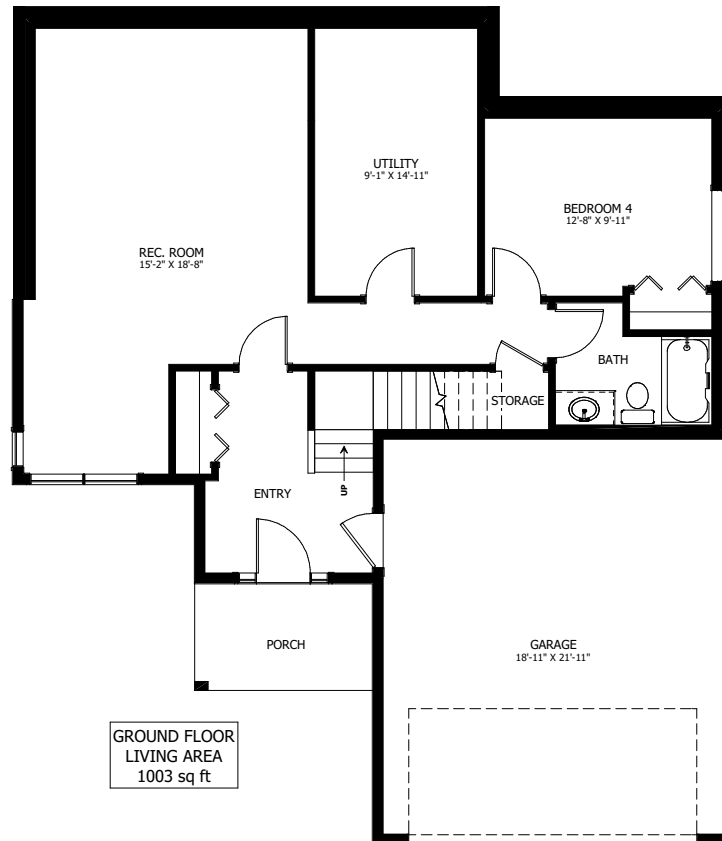 UTILITY
9'-1" X 14'-11"
BEDROOM 4
12'-8" X 9'-11"
REC. ROOM
15'-2" X 18'-8"
BATH
STORAGE
UP
ENTRY
PORCH
GARAGE
18'-11" X 21'-11"
GROUND FLOOR
LIVING AREA
1003 sq ft